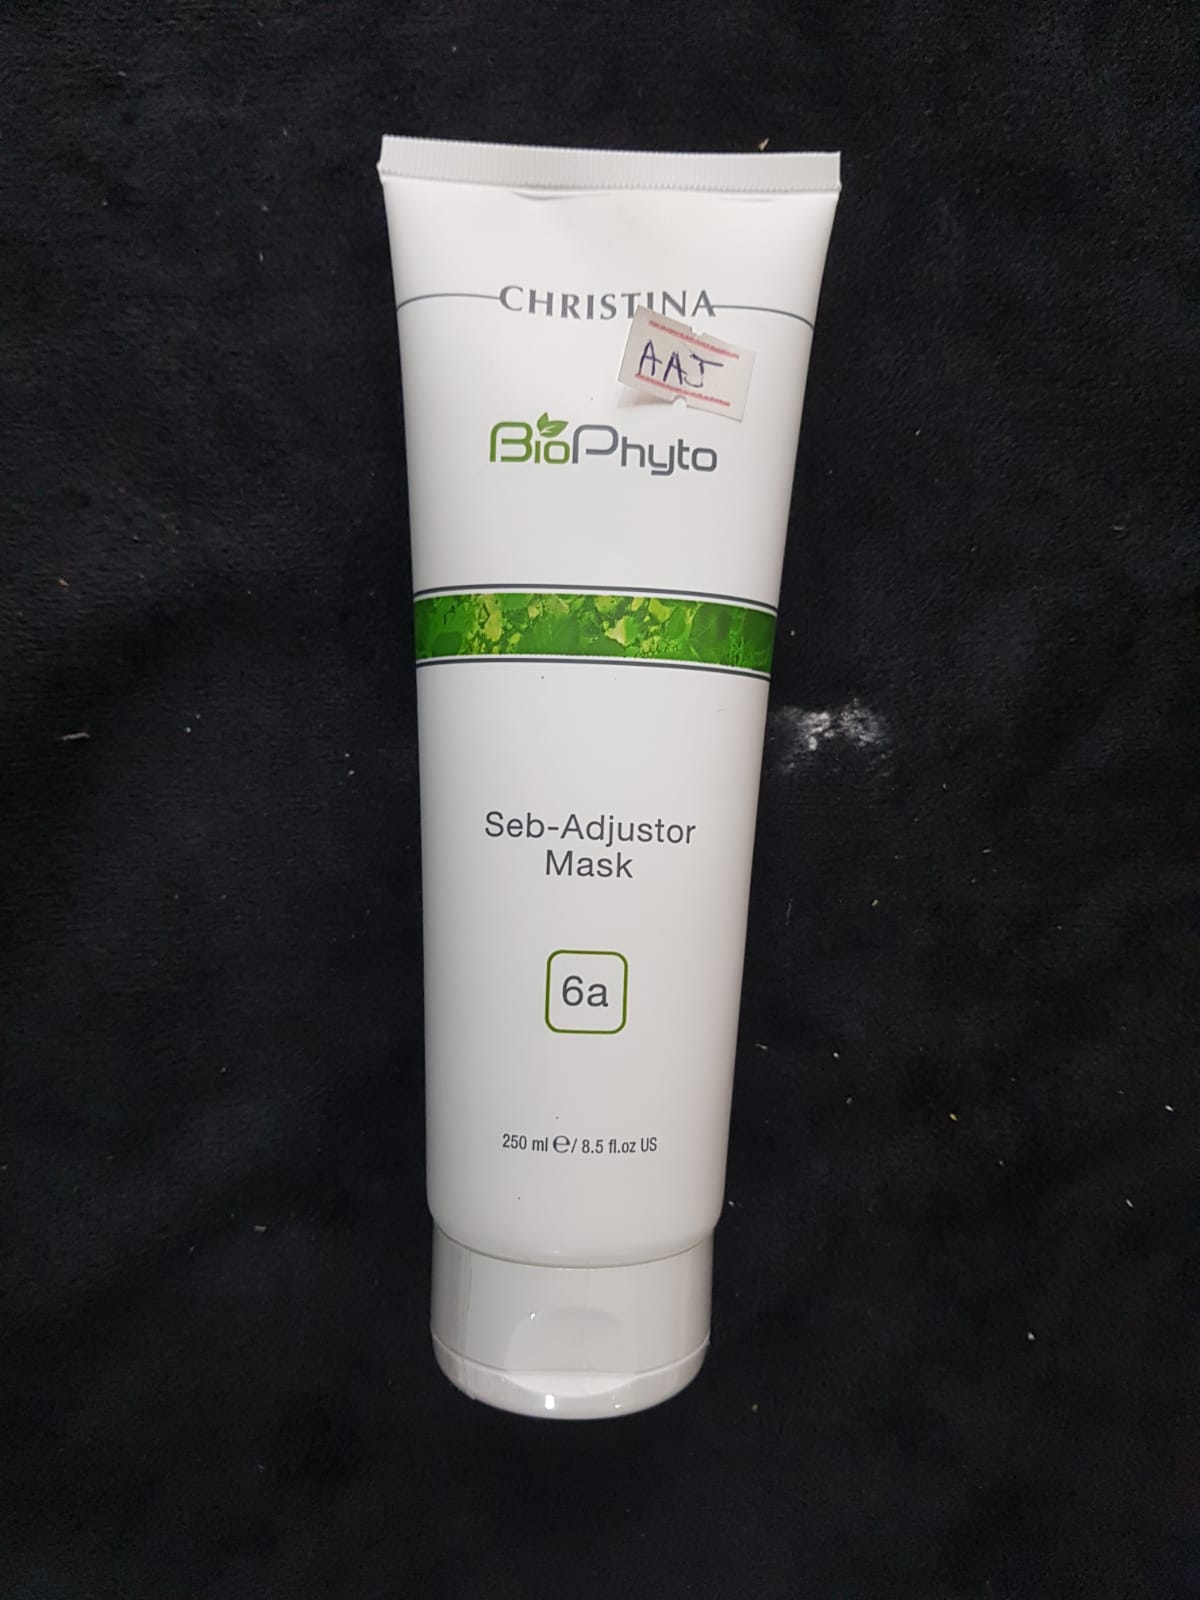 CHRISTINA
AAJ
BioPhyto
Seb-Adjustor
Mask
6a
250 ml ℮/ 8.5 fl.oz US